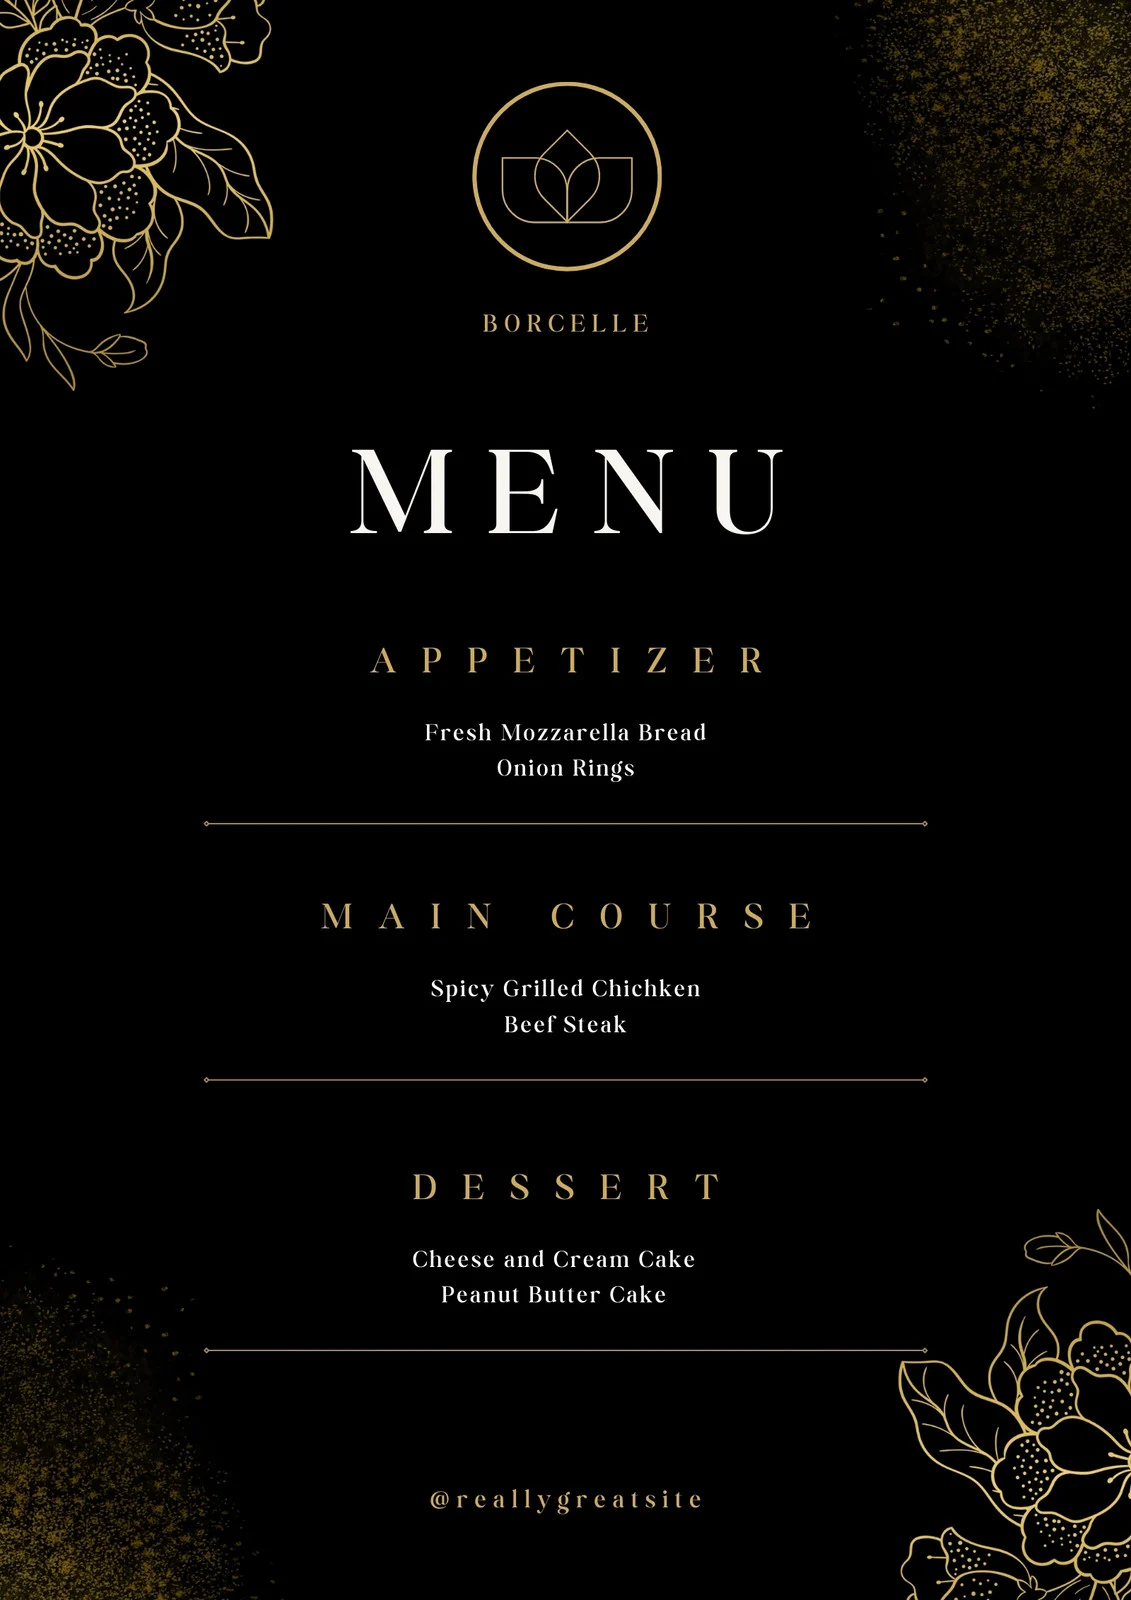 BORCELLE
MENU
APPETIZER
Fresh Mozzarella Bread
Onion Rings
MAIN COURSE
Spicy Grilled Chichken
Beef Steak
DESSERT
Cheese and Cream Cake
Peanut Butter Cake
@reallygreatsite